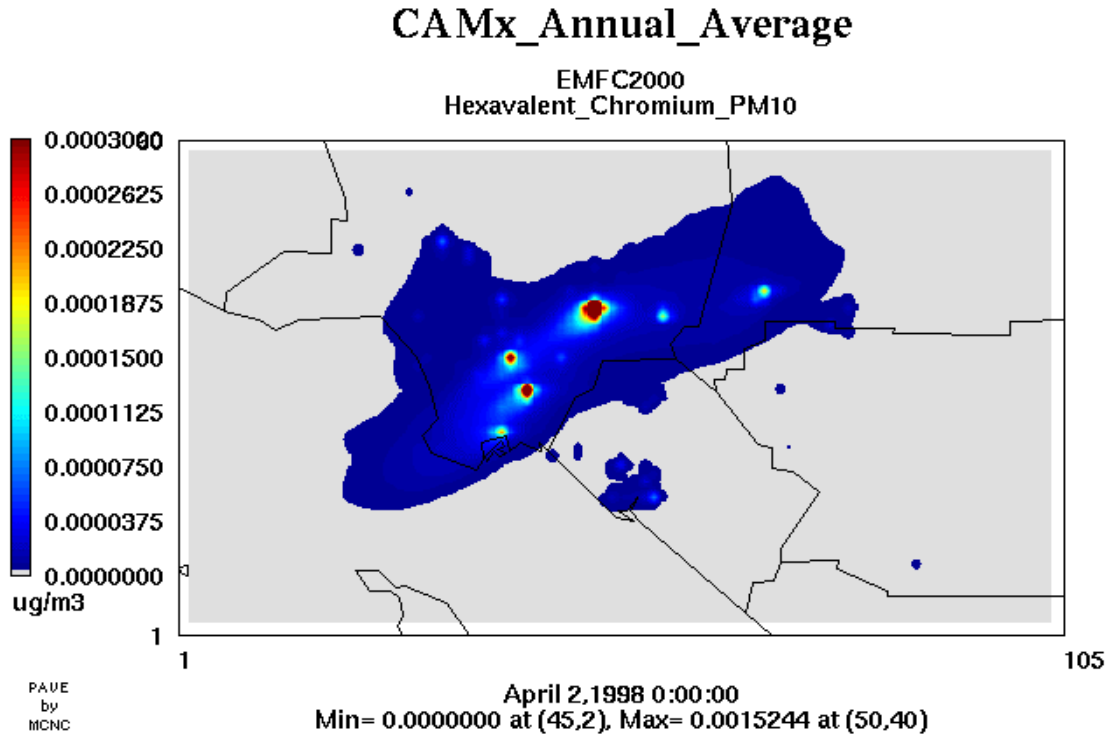 CAMx_Annual_Average
EMFC2000
Hexavalent_Chromium_PM10
0.0003000
0.0002625
0.0002250
0.0001875
0.0001500
0.0001125
0.0000750
0.0000375
0.0000000
ug/m3
1
1
105
PAVE
by
MCNC
April 2,1998 0:00:00
Min= 0.0000000 at (45,2), Max= 0.0015244 at (50,40)